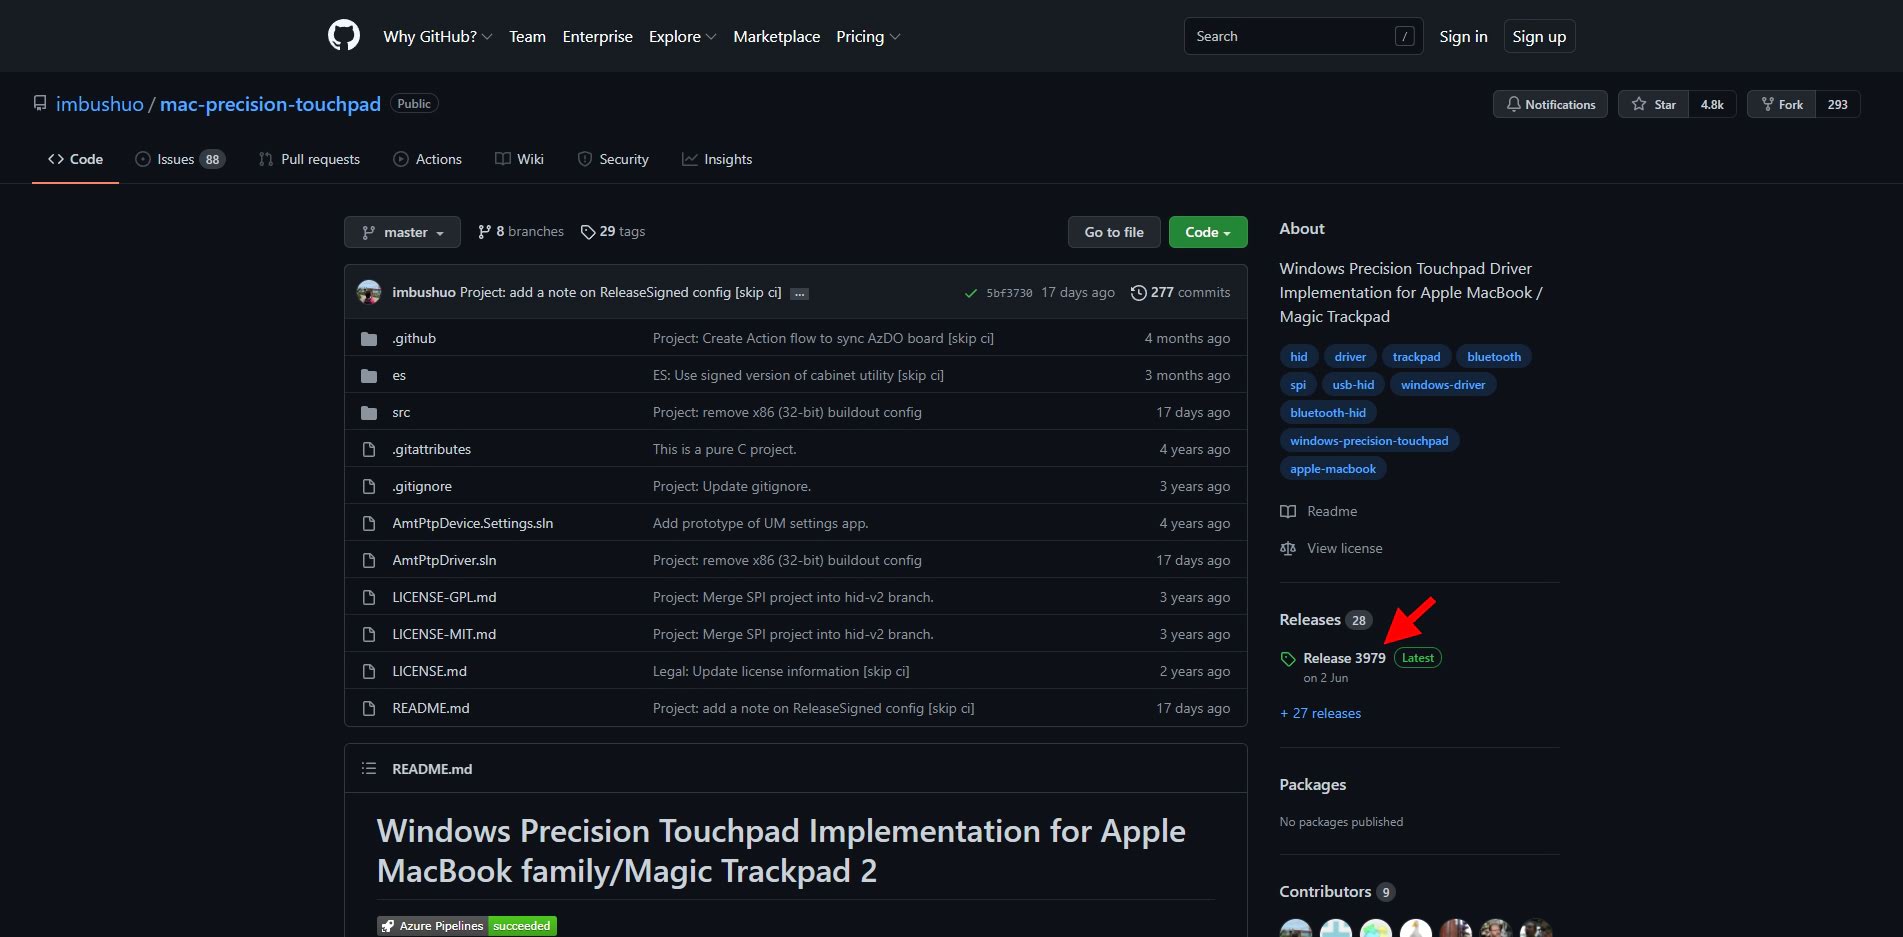 Why GitHub? Team Enterprise Explore Marketplace Pricing Search / Sign in Sign up
imbushuo / mac-precision-touchpad Public Notifications Star 4.8k Fork 293
Code Issues 88 Pull requests Actions Wiki Security Insights
master 8 branches 29 tags Go to file Code
imbushuo Project: add a note on ReleaseSigned config [skip ci] ... 5bf3730 17 days ago 277 commits
.github Project: Create Action flow to sync AzDO board [skip ci] 4 months ago
es ES: Use signed version of cabinet utility [skip ci] 3 months ago
src Project: remove x86 (32-bit) buildout config 17 days ago
.gitattributes This is a pure C project. 4 years ago
.gitignore Project: Update gitignore. 3 years ago
AmtPtpDevice.Settings.sln Add prototype of UM settings app. 4 years ago
AmtPtpDriver.sln Project: remove x86 (32-bit) buildout config 17 days ago
LICENSE-GPL.md Project: Merge SPI project into hid-v2 branch. 3 years ago
LICENSE-MIT.md Project: Merge SPI project into hid-v2 branch. 3 years ago
LICENSE.md Legal: Update license information [skip ci] 2 years ago
README.md Project: add a note on ReleaseSigned config [skip ci] 17 days ago
README.md
Windows Precision Touchpad Implementation for Apple
MacBook family/Magic Trackpad 2
Azure Pipelines succeeded
About
Windows Precision Touchpad Driver
Implementation for Apple MacBook /
Magic Trackpad
hid driver trackpad bluetooth
spi usb-hid windows-driver
bluetooth-hid
windows-precision-touchpad
apple-macbook
Readme
View license
Releases 28
Release 3979 Latest
on 2 Jun
+ 27 releases
Packages
No packages published
Contributors 9